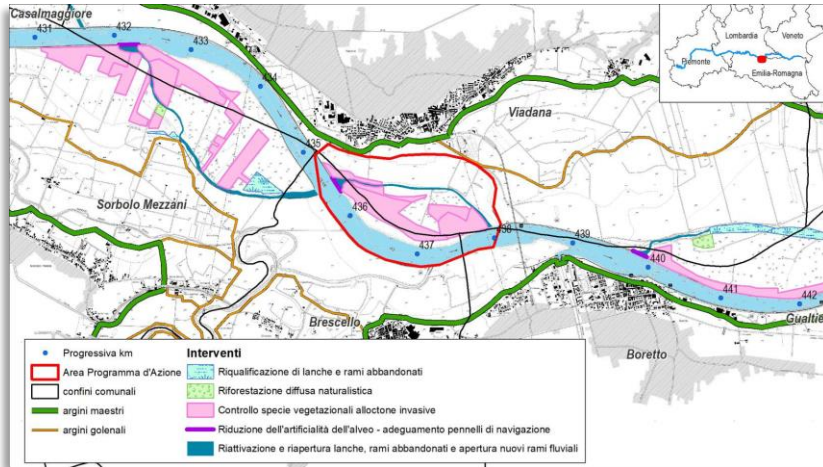 Casalmaggiore
431
432
433
434
Lombardia
Veneto
Piemonte
Emilia-Romagna
Viadana
435
Sorbolo Mezzani
436
437
438
439
440
441
442
Gualtie
Brescello
Boretto
Progressiva km
Area Programma d'Azione
confini comunali
argini maestri
argini golenali
Interventi
Riqualificazione di lanche e rami abbandonati
Riforestazione diffusa naturalistica
Controllo specie vegetazionali alloctone invasive
Riduzione dell'artificialità dell'alveo - adeguamento pennelli di navigazione
Riattivazione e riapertura lanche, rami abbandonati e apertura nuovi rami fluviali